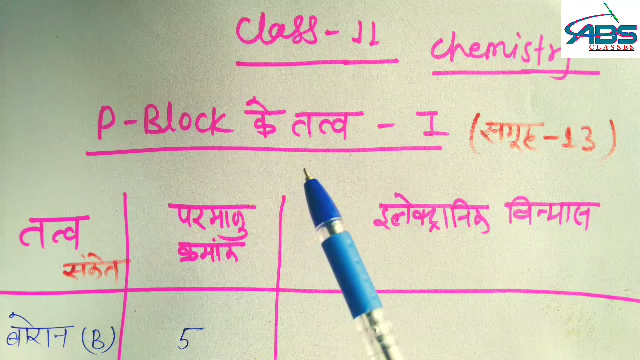 ABS
CLASSES
Class-11
Chemistry
P-Block के तत्व - I (समूह-13)
तत्व संकेत
परमाणु क्रमांक
इलेक्ट्रानिक विन्यास
बोरान (B) 5